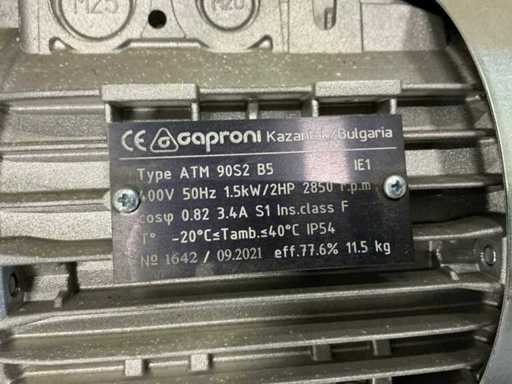 M25 M20
CE caproni Kazanlak/Bulgaria
Type ATM 90S2 B5 IE1
400V 50Hz 1.5kW/2HP 2850 r.p.m
cosφ 0.82 3.4A S1 Ins.class F
T° -20°C≤Tamb.≤40°C IP54
№ 1642 / 09.2021 eff.77.6% 11.5 kg